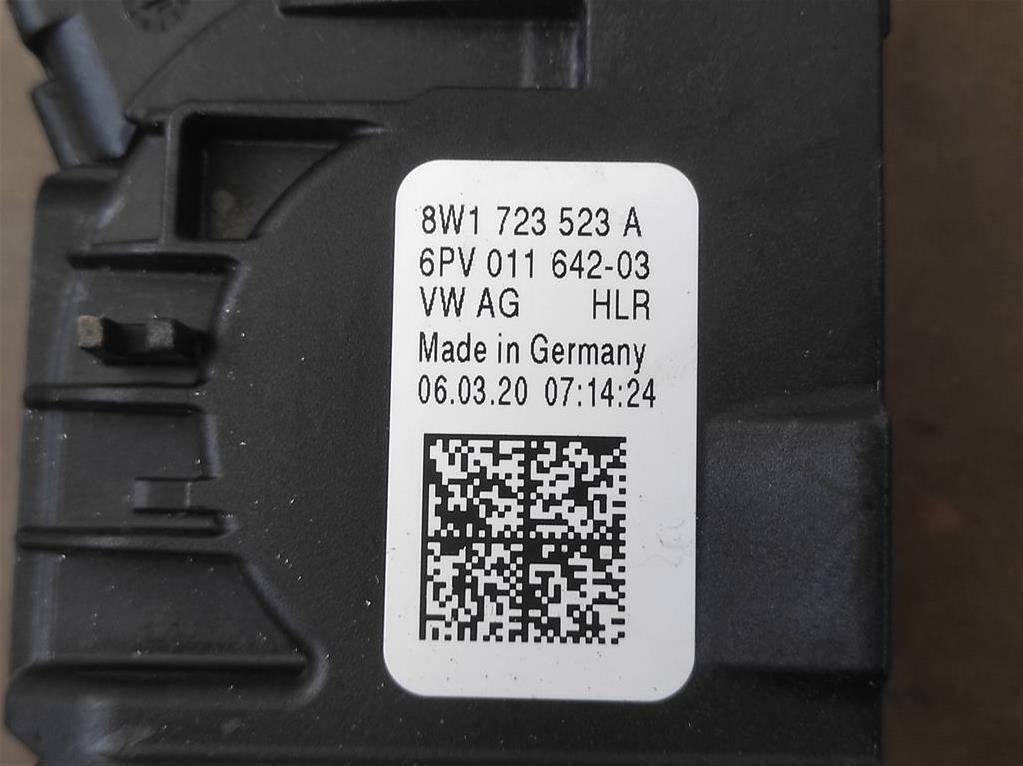 8W1 723 523 A
6PV 011 642-03
VW AG HLR
Made in Germany
06.03.20 07:14:24